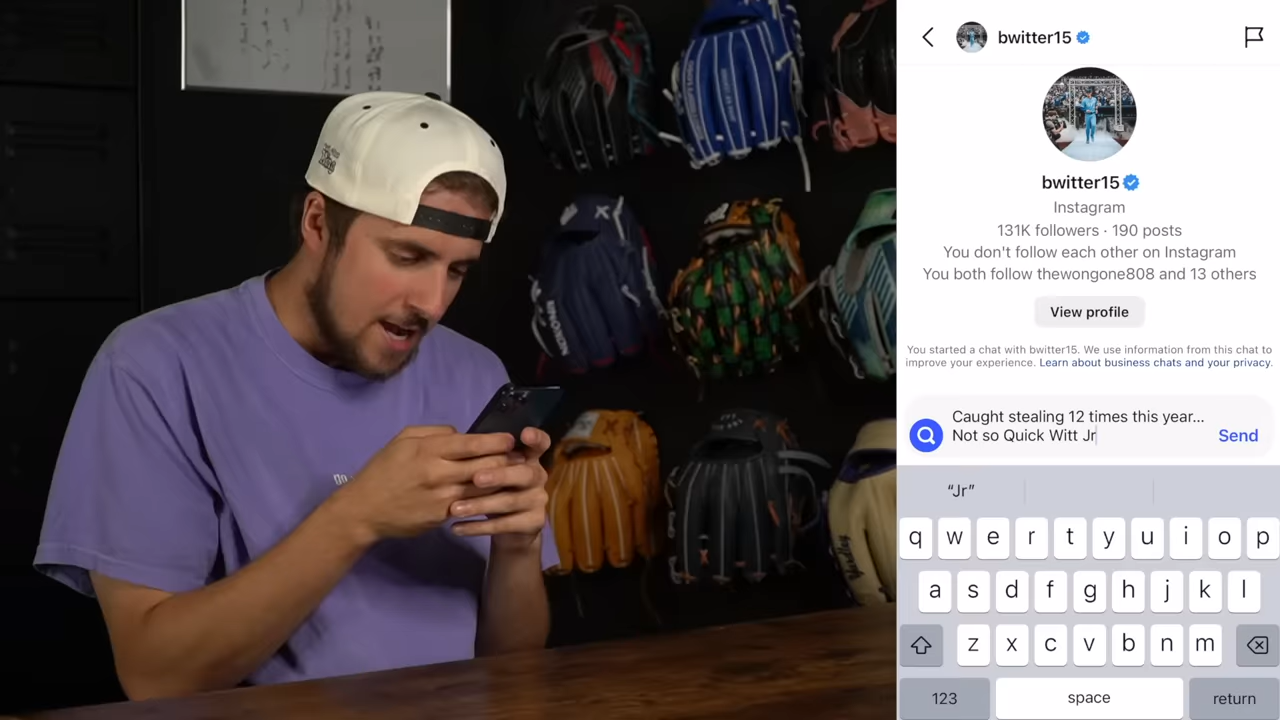 bwitter15
bwitter15
Instagram
131K followers · 190 posts
You don't follow each other on Instagram
You both follow thewongone808 and 13 others
View profile
You started a chat with bwitter15. We use information from this chat to
improve your experience. Learn about business chats and your privacy.
Caught stealing 12 times this year...
Not so Quick Witt Jr
Send
“Jr”
q w e r t y u i o p
a s d f g h j k l
z x c v b n m
123 space return